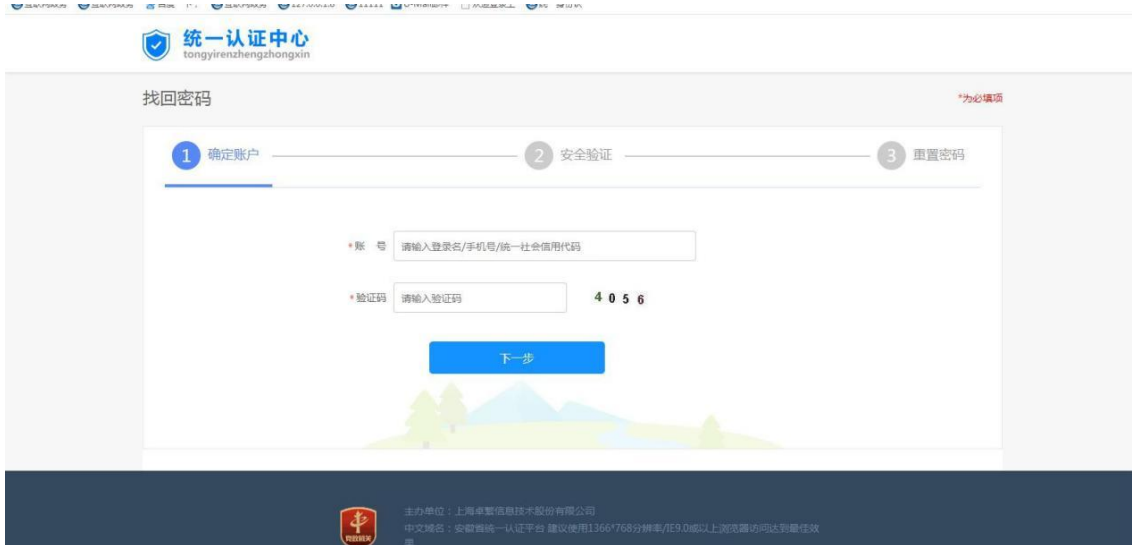 统一认证中心
tongyirenzhengzhongxin
找回密码
*为必填项
1 确定账户
2 安全验证
3 重置密码
*账 号 请输入登录名/手机号/统一社会信用代码
*验证码 请输入验证码 4 0 5 6
下一步
主办单位：上海卓繁信息技术股份有限公司
中文域名：安徽省统一认证平台 建议使用1366*768分辨率/IE9.0或以上浏览器访问达到最佳效
果